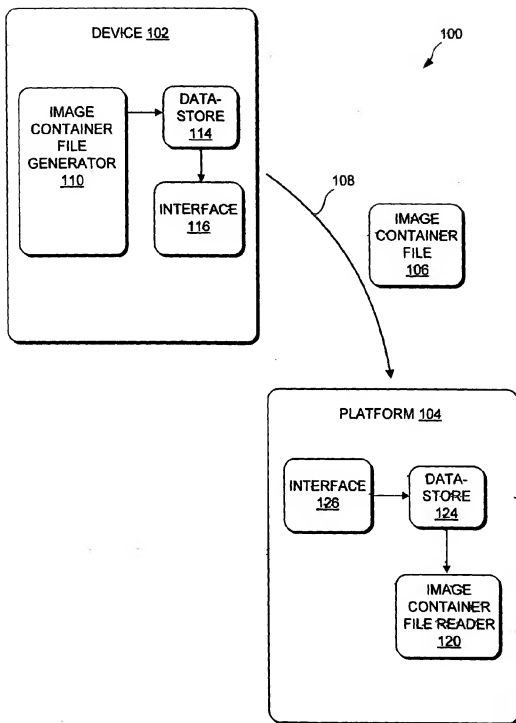 DEVICE 102
100
IMAGE
CONTAINER
FILE
GENERATOR
110
DATA-
STORE
114
INTERFACE
116
108
IMAGE
CONTAINER
FILE
106
PLATFORM 104
INTERFACE
126
DATA-
STORE
124
IMAGE
CONTAINER
FILE READER
120